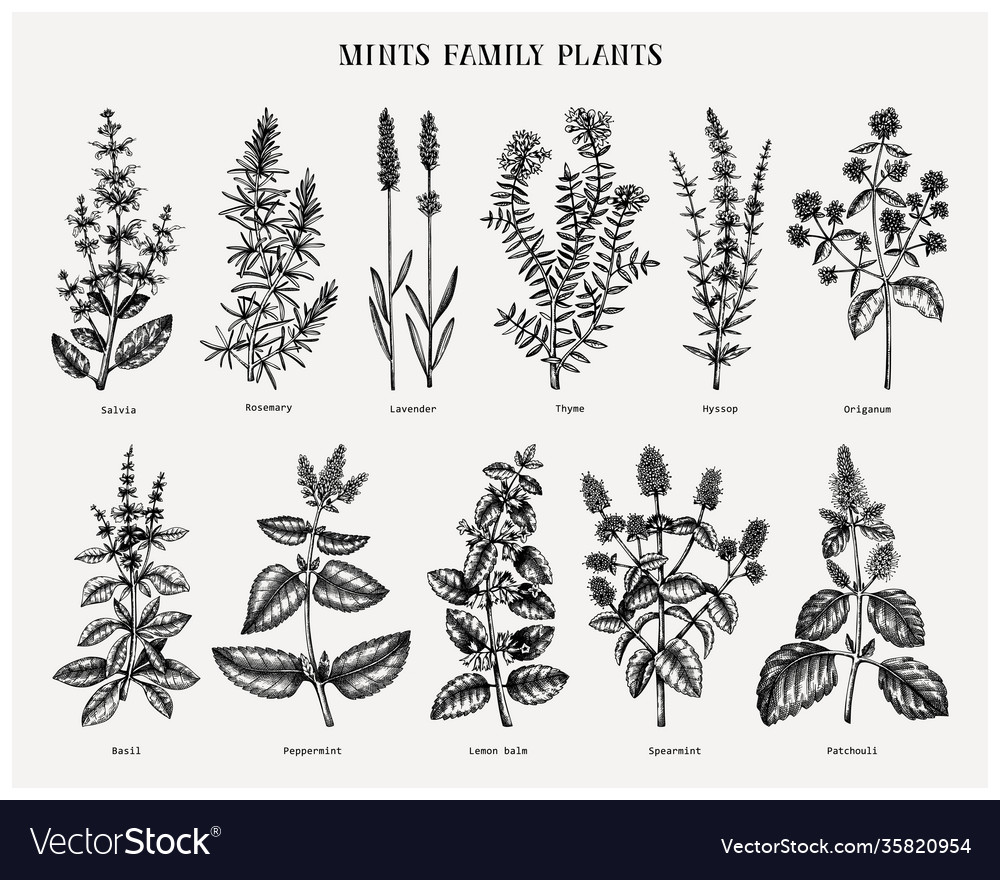 MINTS FAMILY PLANTS
Salvia
Rosemary
Lavender
Thyme
Hyssop
Origanum
Basil
Peppermint
Lemon balm
Spearmint
Patchouli
VectorStock®
VectorStock.com/35820954